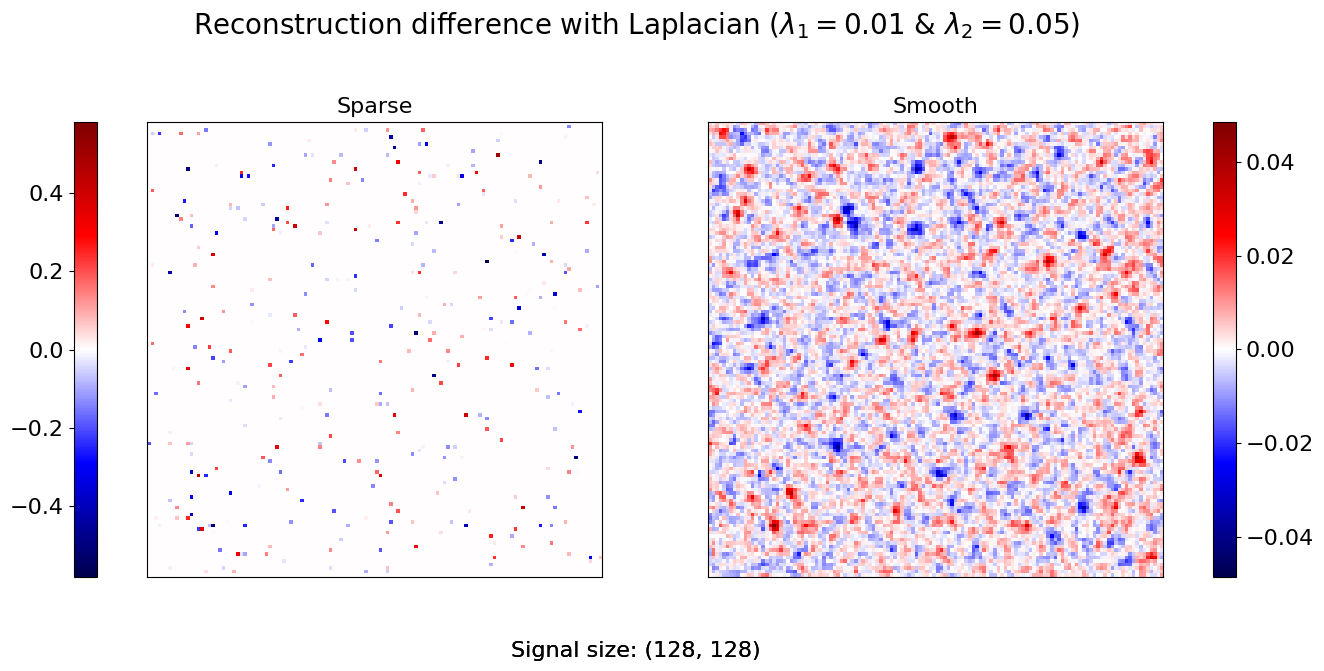 Reconstruction difference with Laplacian (λ₁ = 0.01 & λ₂ = 0.05)
Sparse
Smooth
0.4
0.2
0.0
−0.2
−0.4
0.04
0.02
0.00
−0.02
−0.04
Signal size: (128, 128)